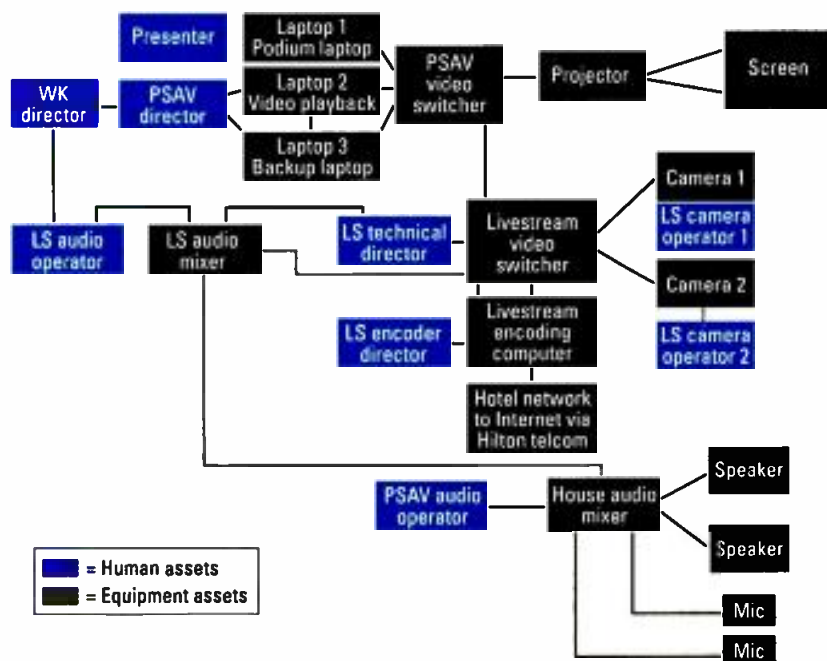 Presenter
Laptop 1
Podium laptop
PSAV
video
switcher
Projector
Screen
WK
director
PSAV
director
Laptop 2
Video playback
Laptop 3
Backup laptop
Camera 1
LS camera
operator 1
LS audio
operator
LS audio
mixer
LS technical
director
Livestream
video
switcher
Camera 2
LS camera
operator 2
LS encoder
director
Livestream
encoding
computer
Hotel network
to Internet via
Hilton telcom
PSAV audio
operator
House audio
mixer
Speaker
Speaker
Mic
Mic
= Human assets
= Equipment assets